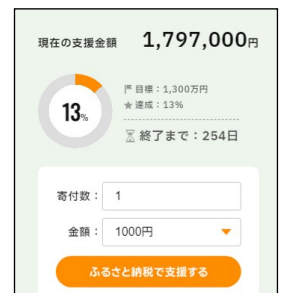 現在の支援金額 1,797,000円
13%
目標：1,300万円
★達成：13%
終了まで：254日
寄付数： 1
金額： 1000円
ふるさと納税で支援する